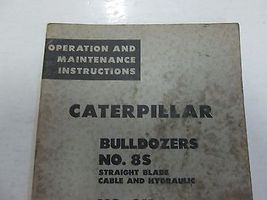 OPERATION AND
MAINTENANCE
INSTRUCTIONS
CATERPILLAR
BULLDOZERS
NO. 8S
STRAIGHT BLADE
CABLE AND HYDRAULIC